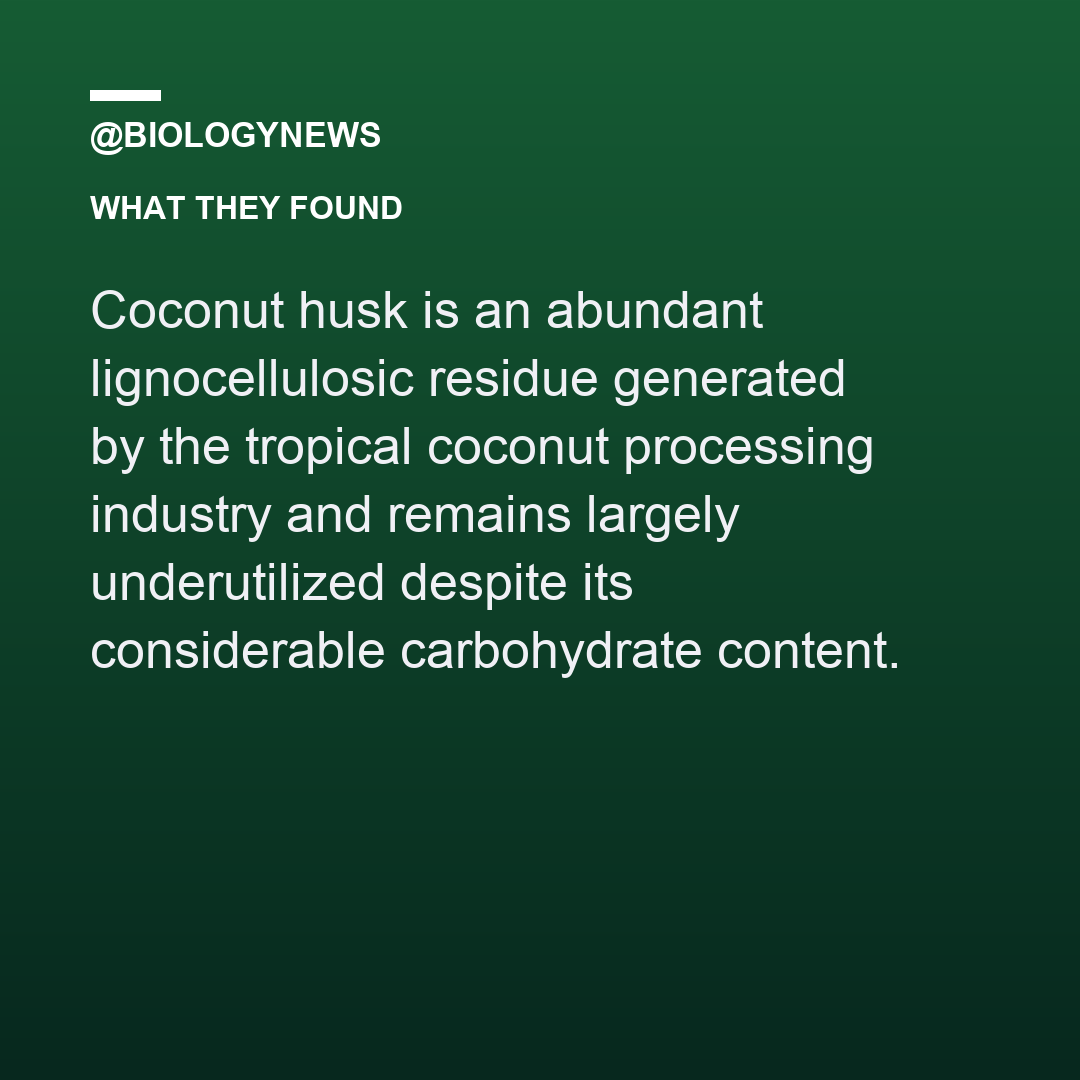 @BIOLOGYNEWS
WHAT THEY FOUND
Coconut husk is an abundant
lignocellulosic residue generated
by the tropical coconut processing
industry and remains largely
underutilized despite its
considerable carbohydrate content.